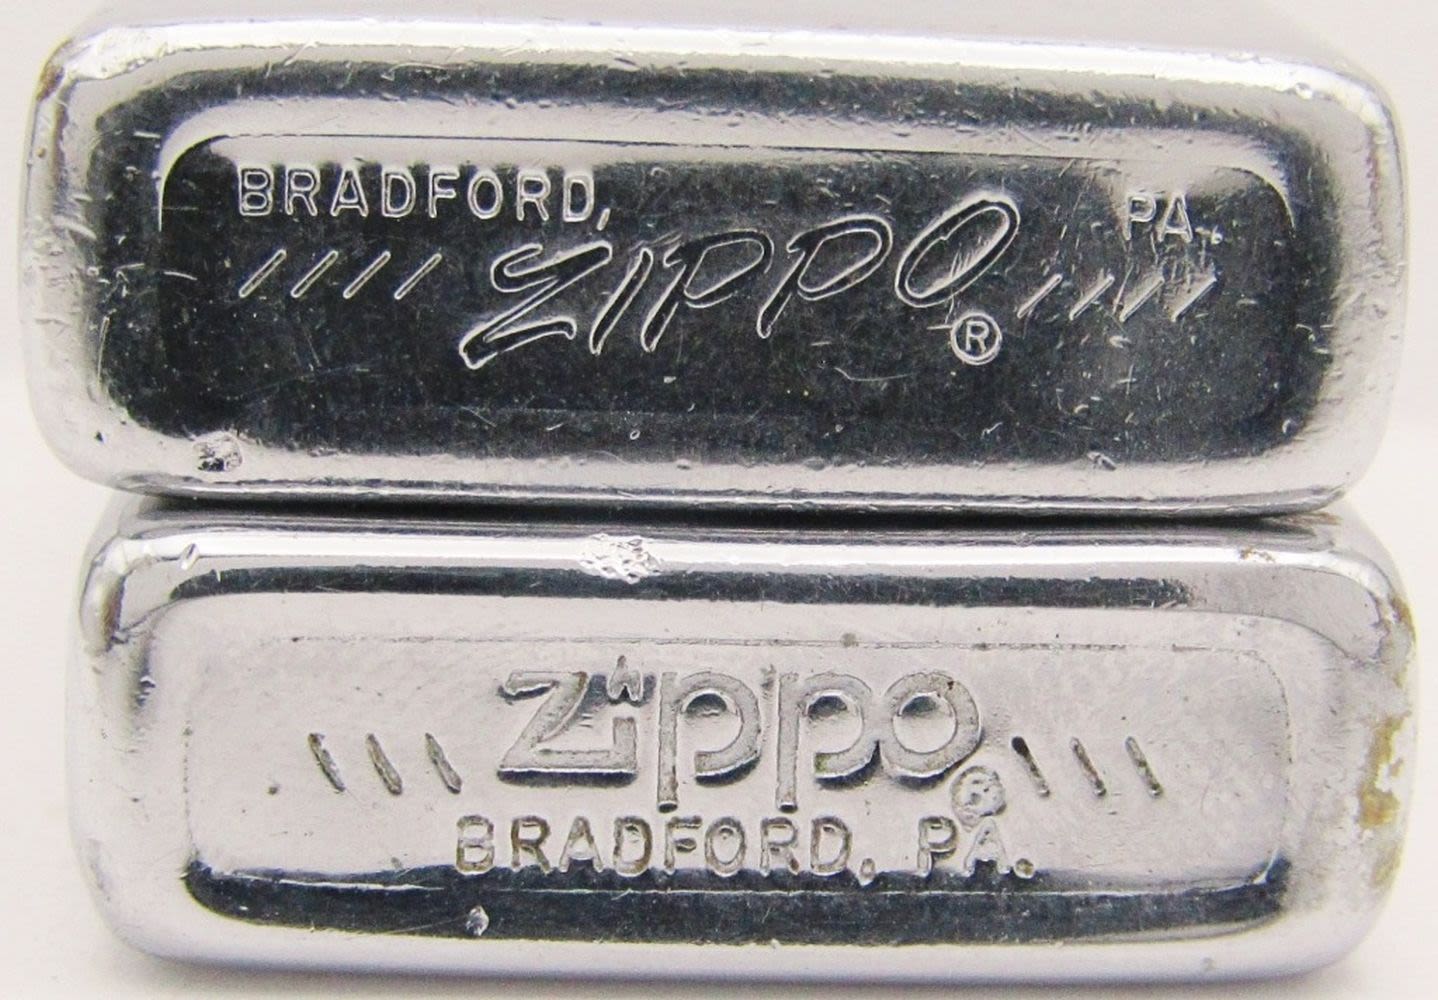 BRADFORD, PA.
//// ZIPPO ® ////
\\\ Zippo ® \\\
BRADFORD, PA.